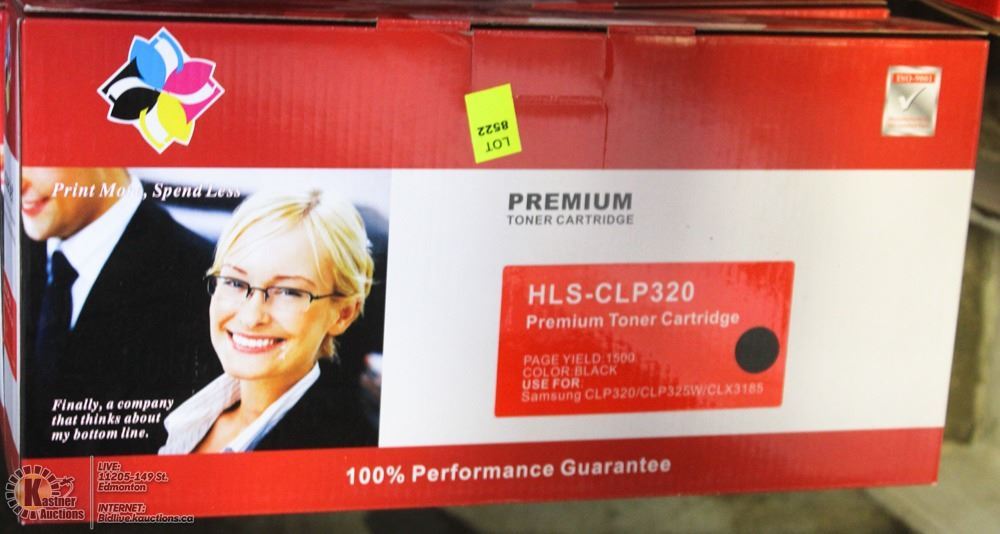 ISO-9001
LOT
8522
Print More, Spend Less
PREMIUM
TONER CARTRIDGE
HLS-CLP320
Premium Toner Cartridge
PAGE YIELD:1500
COLOR:BLACK
USE FOR:
Samsung CLP320/CLP325W/CLX3185
Finally, a company
that thinks about
my bottom line.
100% Performance Guarantee
Kastner
Auctions
LIVE:
11205-149 St.
Edmonton
INTERNET:
Bidlive.kauctions.ca